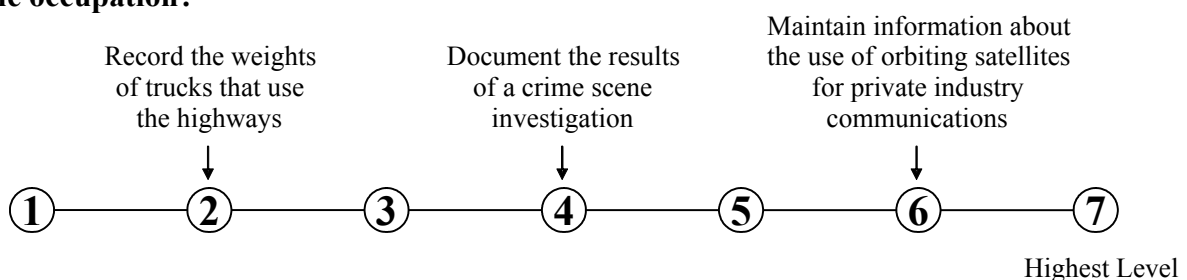 occupation?
Record the weights
of trucks that use
the highways
Document the results
of a crime scene
investigation
Maintain information about
the use of orbiting satellites
for private industry
communications
1 2 3 4 5 6 7
Highest Level